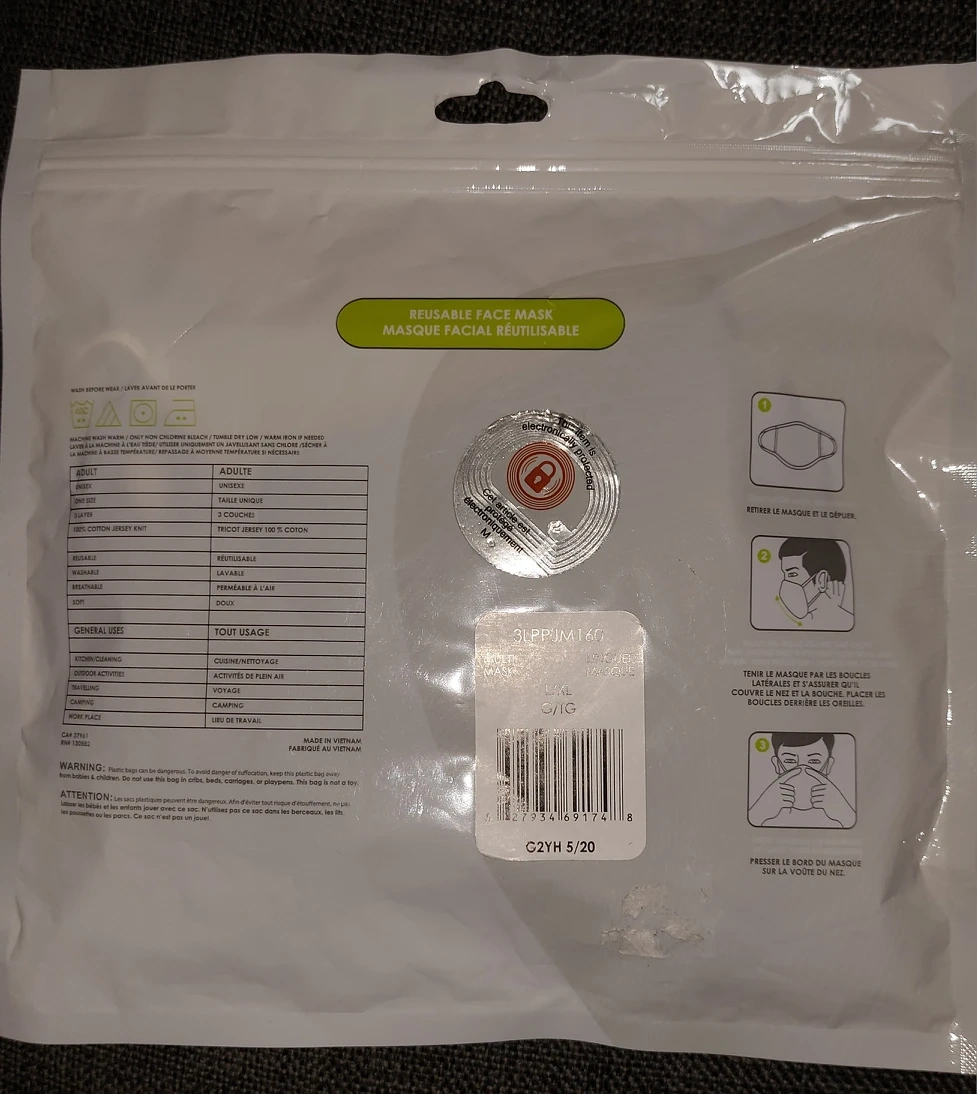 REUSABLE FACE MASK
MASQUE FACIAL RÉUTILISABLE
WASH BEFORE WEAR / LAVER AVANT DE LE PORTER
MACHINE WASH WARM / ONLY NON CHLORINE BLEACH / TUMBLE DRY LOW / WARM IRON IF NEEDED
LAVER À LA MACHINE À L'EAU TIÈDE/ UTILISER UNIQUEMENT UN JAVELLISANT SANS CHLORE /SÉCHER À
LA MACHINE À BASSE TEMPÉRATURE/ REPASSAGE À MOYENNE TEMPÉRATURE SI NÉCESSAIRE
ADULT ADULTE
UNISEX UNISEXE
ONE SIZE TAILLE UNIQUE
3 LAYER 3 COUCHES
100% COTTON JERSEY KNIT TRICOT JERSEY 100 % COTON
REUSABLE RÉUTILISABLE
WASHABLE LAVABLE
BREATHABLE PERMÉABLE À L'AIR
SOFT DOUX
GENERAL USES TOUT USAGE
KITCHEN/CLEANING CUISINE/NETTOYAGE
OUTDOOR ACTIVITIES ACTIVITÉS DE PLEIN AIR
TRAVELLING VOYAGE
CAMPING CAMPING
WORK PLACE LIEU DE TRAVAIL
CA# 37961
RN# 130882
MADE IN VIETNAM
FABRIQUÉ AU VIETNAM
WARNING: Plastic bags can be dangerous. To avoid danger of suffocation, keep this plastic bag away
from babies & children. Do not use this bag in cribs, beds, carriages, or playpens. This bag is not a toy.
ATTENTION: Les sacs plastiques peuvent être dangereux. Afin d'éviter tout risque d'étouffement, ne pas
laisser les bébés et les enfants jouer avec ce sac. N'utilisez pas ce sac dans les berceaux, les lits,
les poussettes ou les parcs. Ce sac n'est pas un jouet.
This item is
electronically protected
Cet article est
protégé
électroniquement
3LPPJM160
MULTI
MASK
MASQUE
L/XL
G/TG
27934 69174 8
G2YH 5/20
1
RETIRER LE MASQUE ET LE DÉPLIER.
2
TENIR LE MASQUE PAR LES BOUCLES
LATÉRALES ET S'ASSURER QU'IL
COUVRE LE NEZ ET LA BOUCHE. PLACER LES
BOUCLES DERRIÈRE LES OREILLES.
3
PRESSER LE BORD DU MASQUE
SUR LA VOÛTE DU NEZ.